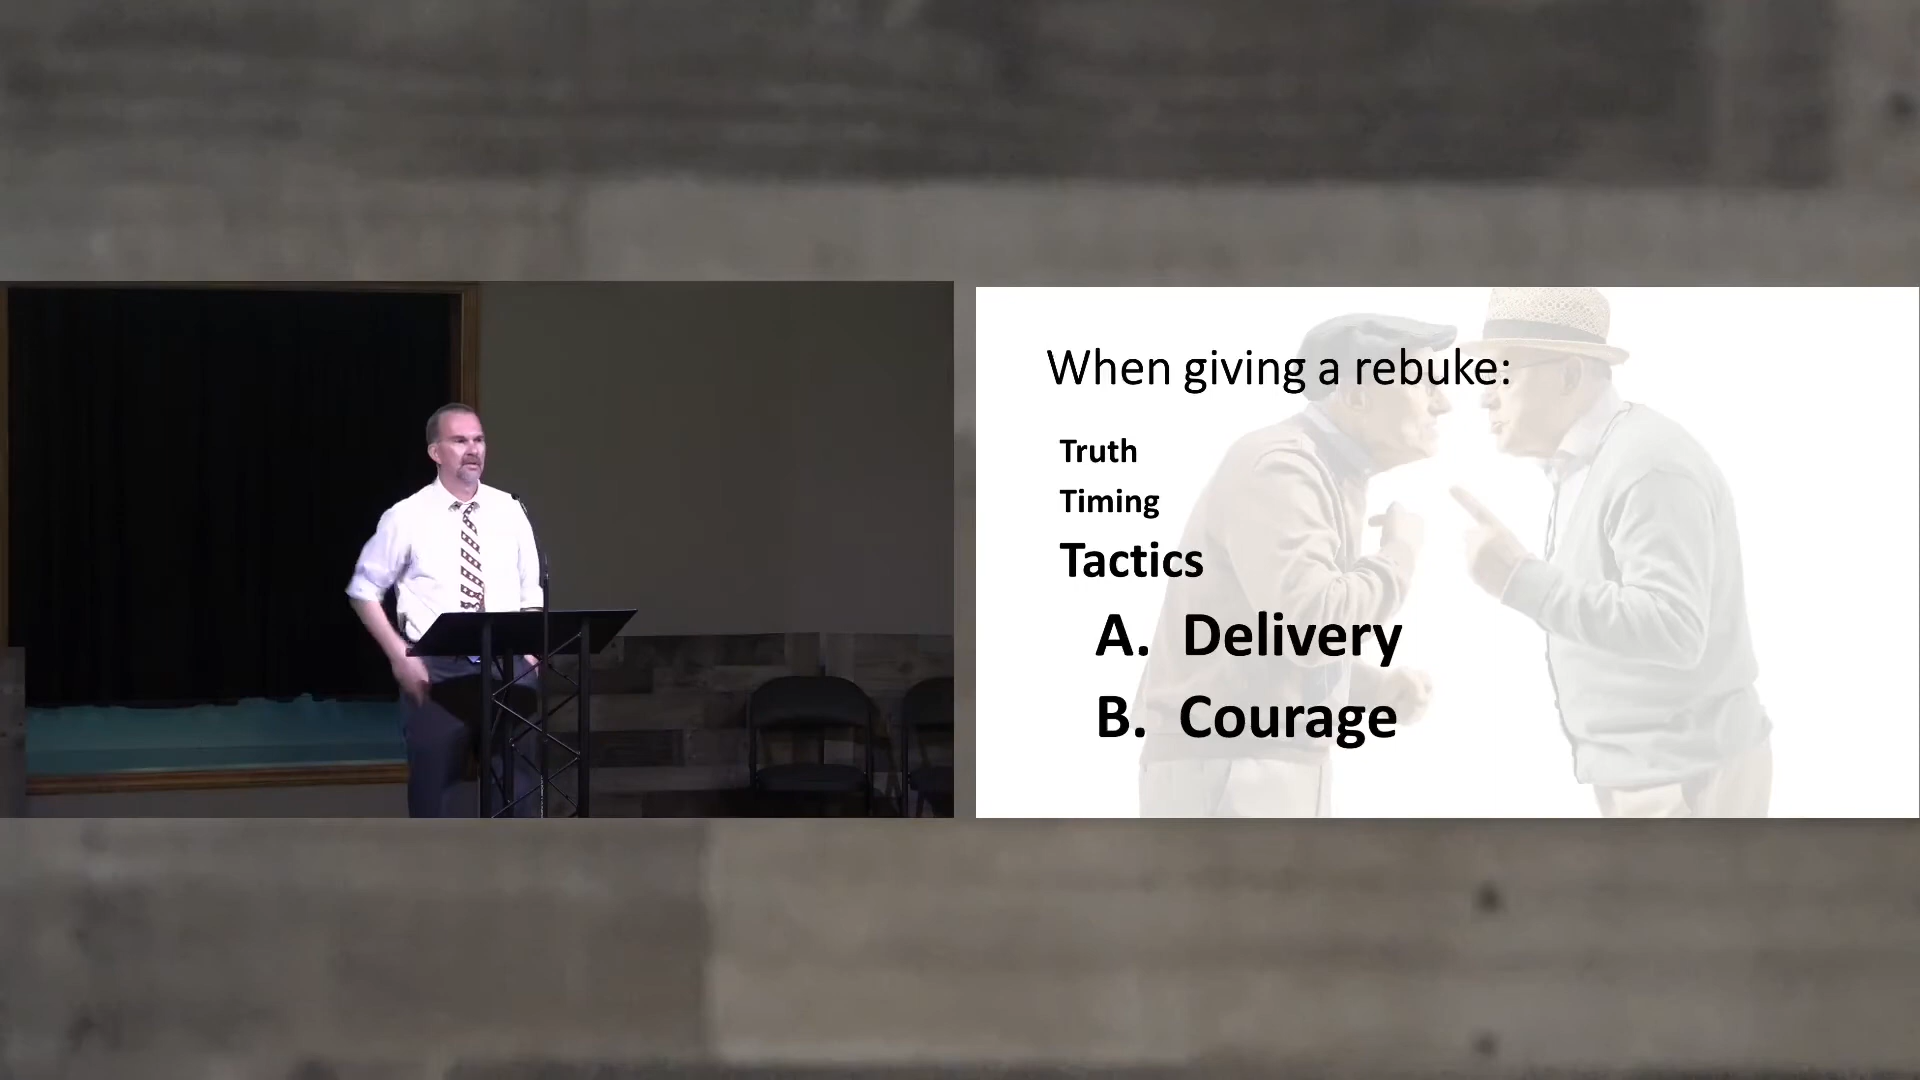 When giving a rebuke:
Truth
Timing
Tactics
A. Delivery
B. Courage